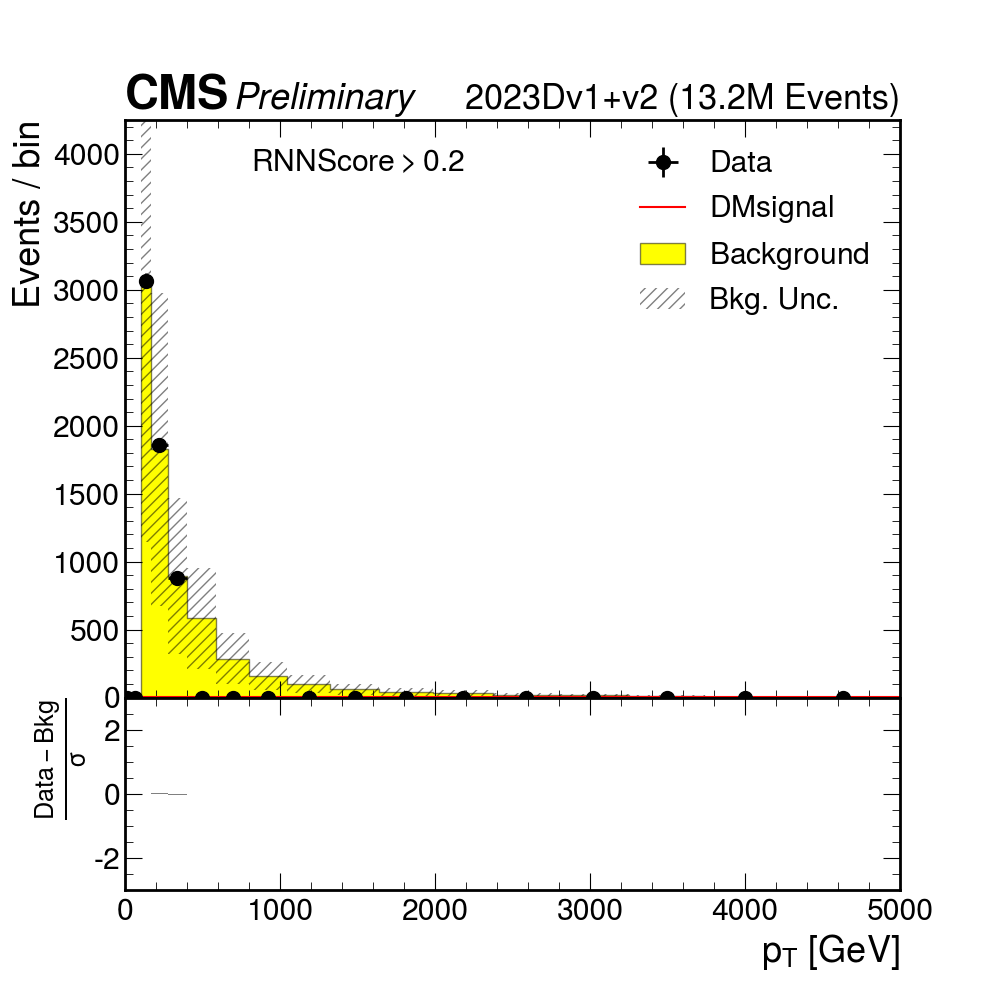 CMS Preliminary 2023Dv1+v2 (13.2M Events)
Events / bin
RNNScore > 0.2
Data
DMsignal
Background
Bkg. Unc.
4000
3500
3000
2500
2000
1500
1000
500
0
Data – Bkg
σ
2
0
-2
0 1000 2000 3000 4000 5000
pT [GeV]